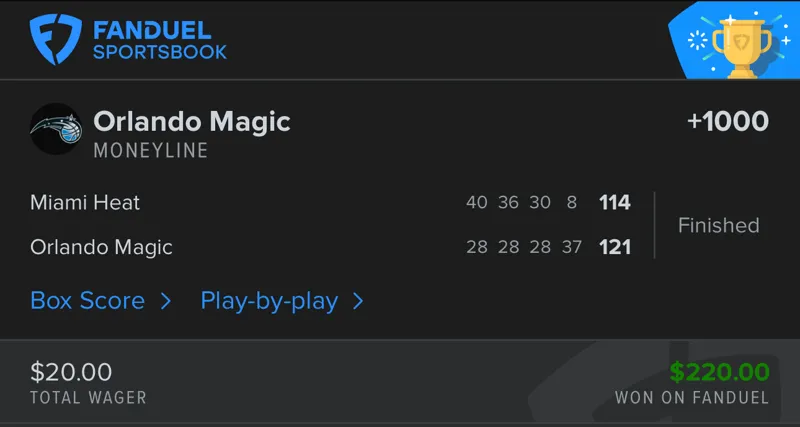 FANDUEL
SPORTSBOOK
Orlando Magic +1000
MONEYLINE
Miami Heat 40 36 30 8 114
Finished
Orlando Magic 28 28 28 37 121
Box Score > Play-by-play >
$20.00 $220.00
TOTAL WAGER WON ON FANDUEL